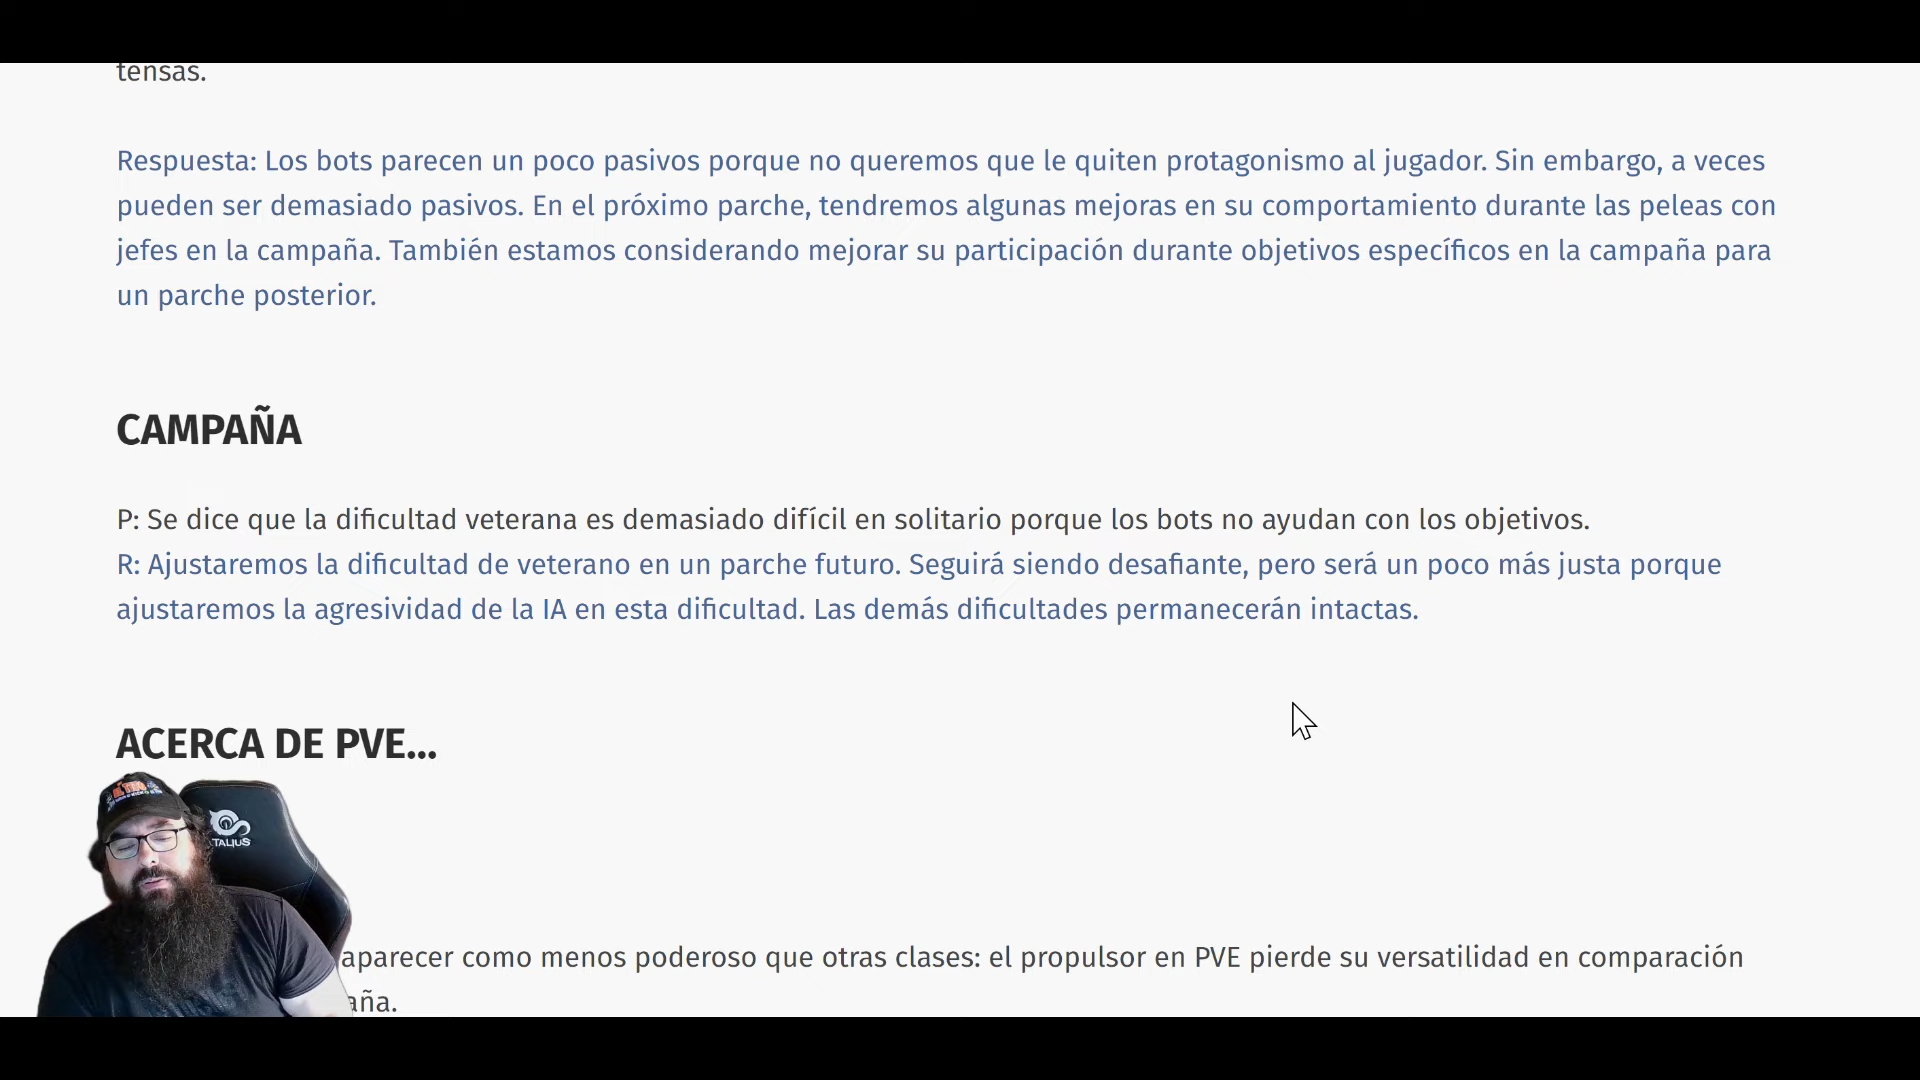 tensas.
Respuesta: Los bots parecen un poco pasivos porque no queremos que le quiten protagonismo al jugador. Sin embargo, a veces
pueden ser demasiado pasivos. En el próximo parche, tendremos algunas mejoras en su comportamiento durante las peleas con
jefes en la campaña. También estamos considerando mejorar su participación durante objetivos específicos en la campaña para
un parche posterior.
CAMPAÑA
P: Se dice que la dificultad veterana es demasiado difícil en solitario porque los bots no ayudan con los objetivos.
R: Ajustaremos la dificultad de veterano en un parche futuro. Seguirá siendo desafiante, pero será un poco más justa porque
ajustaremos la agresividad de la IA en esta dificultad. Las demás dificultades permanecerán intactas.
ACERCA DE PVE...
TALIUS
aparecer como menos poderoso que otras clases: el propulsor en PVE pierde su versatilidad en comparación
aña.